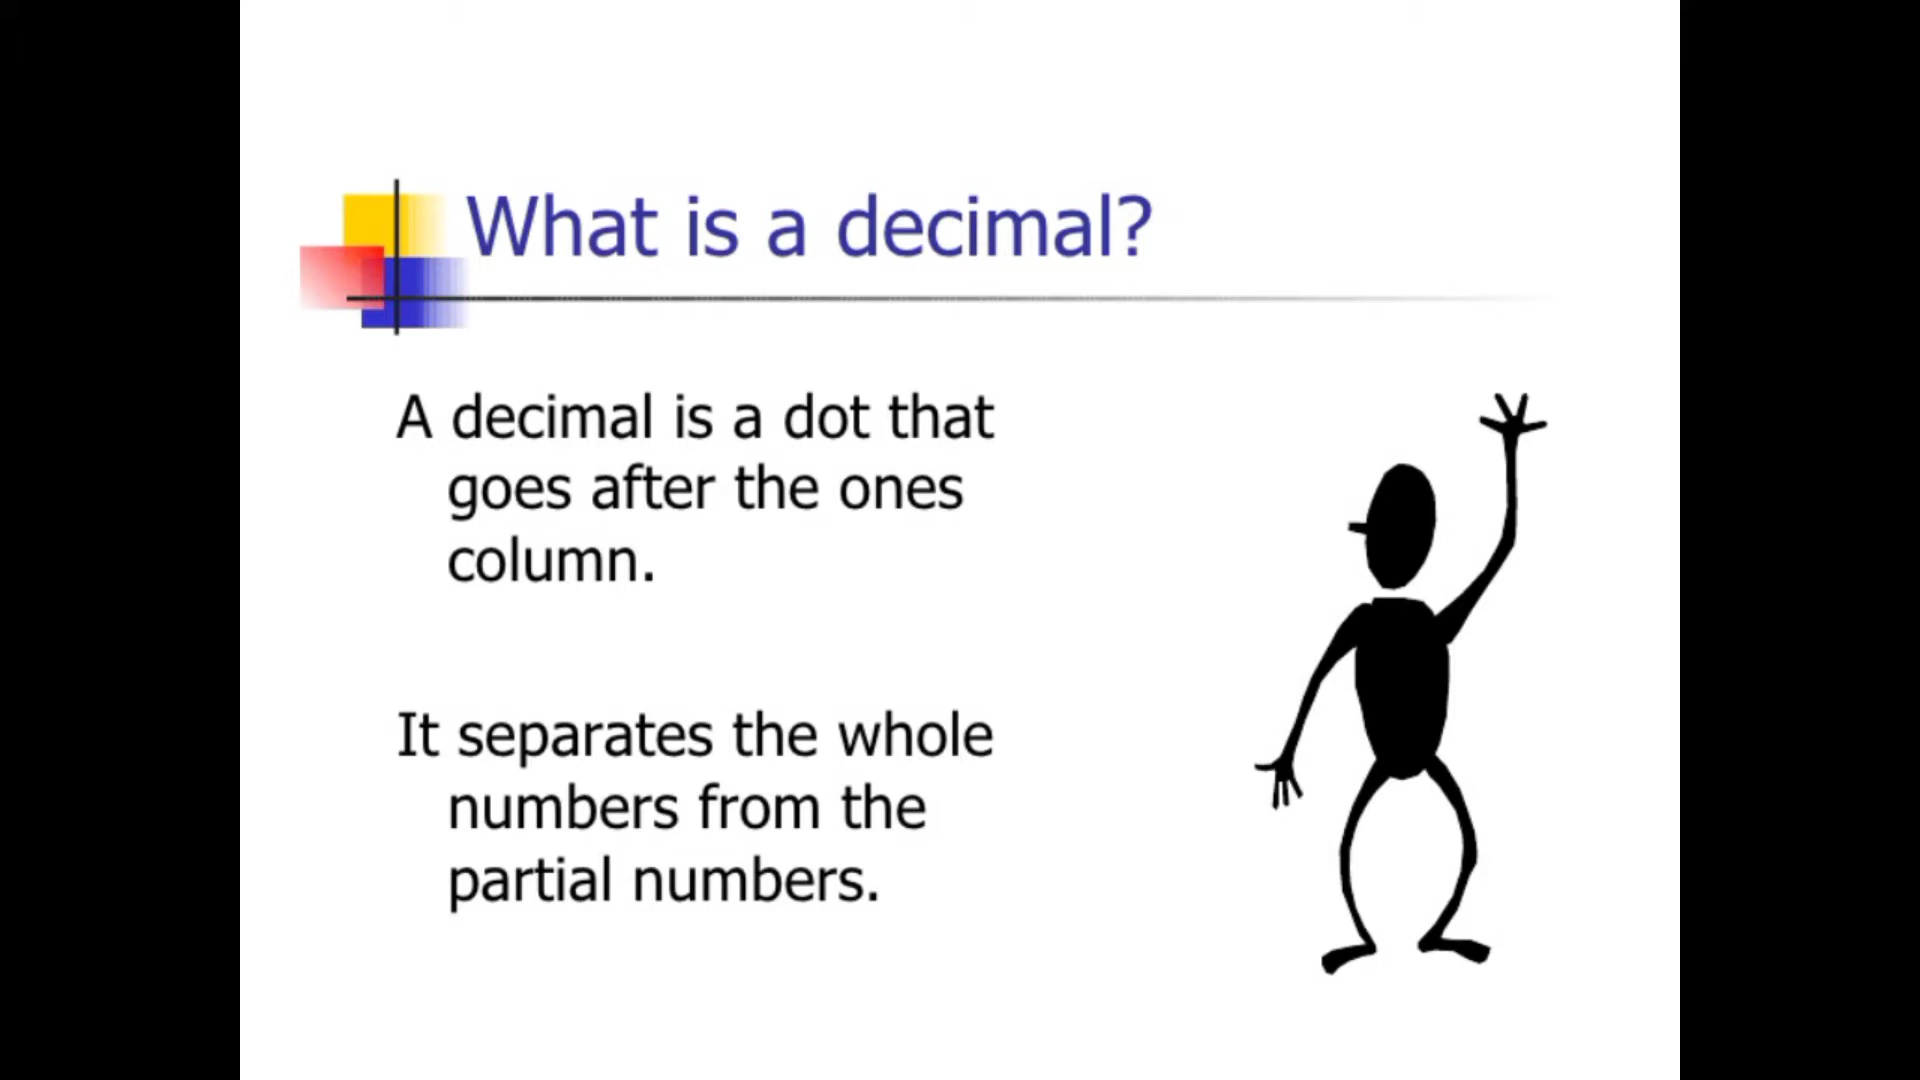 What is a decimal?
A decimal is a dot that
goes after the ones
column.
It separates the whole
numbers from the
partial numbers.